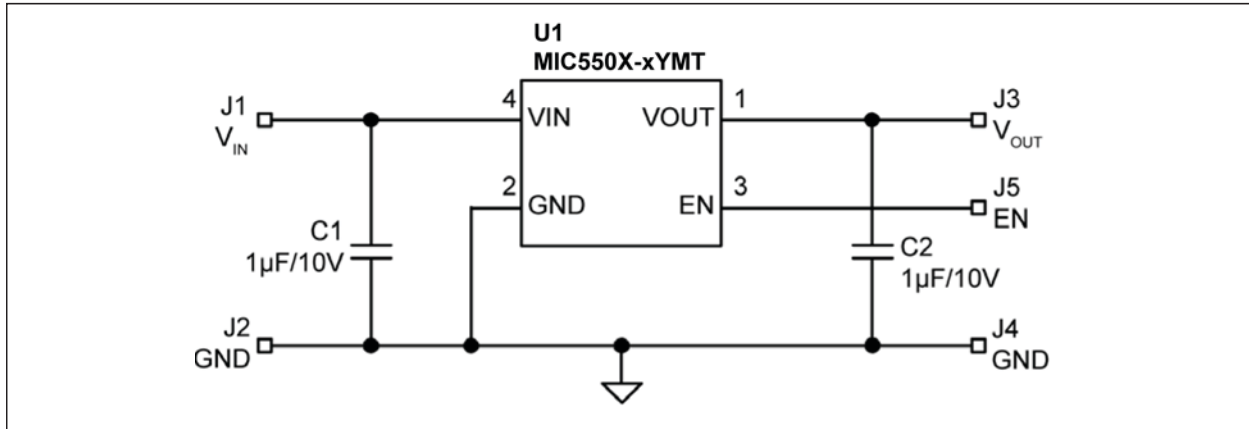 U1
MIC550X-xYMT
J1
V_IN
4
VIN
VOUT
1
J3
V_OUT
2
GND
EN
3
J5
EN
C1
1µF/10V
C2
1µF/10V
J2
GND
J4
GND